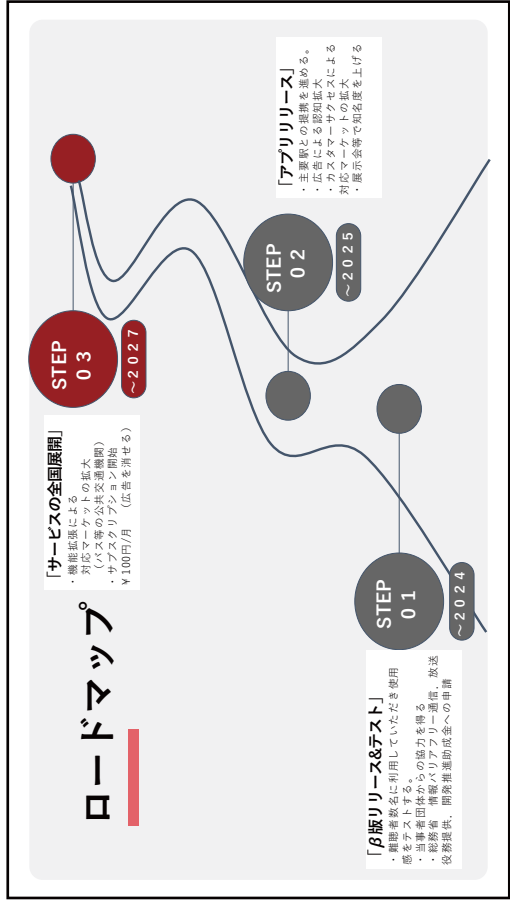 ロードマップ
「β版リリース&テスト」
・難聴者数名に利用していただき使用
感をテストする。
・当事者団体からの協力を得る
・総務省 情報バリアフリー通信、放送
役務提供、開発推進助成金への申請
STEP
01
～2024
「アプリリリース」
・主要駅との提携を進める。
・広告による認知拡大
・カスタマーサクセスによる
対応マーケットの拡大
・展示会等で知名度を上げる
STEP
02
～2025
「サービスの全国展開」
・機能拡張による
対応マーケットの拡大
（バス等の公共交通機関）
・サブスクリプション開始
￥100円/月 （広告を消せる）
STEP
03
～2027